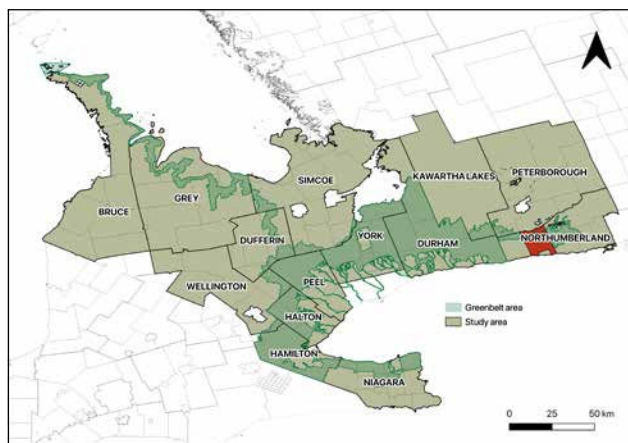 KAWARTHA LAKES
PETERBOROUGH
SIMCOE
GREY
BRUCE
NORTHUMBERLAND
YORK
DURHAM
DUFFERIN
PEEL
WELLINGTON
HALTON
HAMILTON
NIAGARA
Greenbelt area
Study area
0 25 50 km